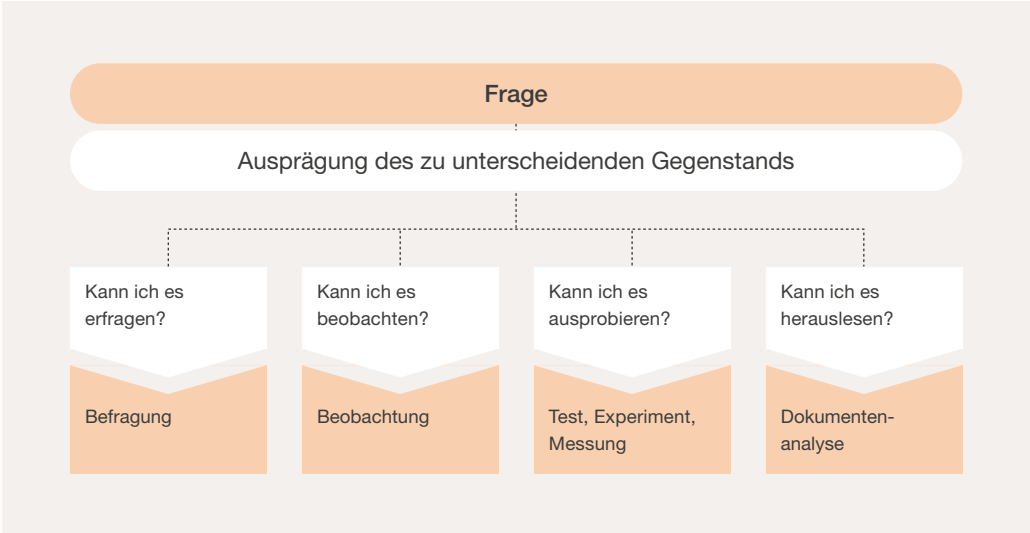 Frage
Ausprägung des zu unterscheidenden Gegenstands
Kann ich es
erfragen?
Kann ich es
beobachten?
Kann ich es
ausprobieren?
Kann ich es
herauslesen?
Befragung
Beobachtung
Test, Experiment,
Messung
Dokumenten-
analyse